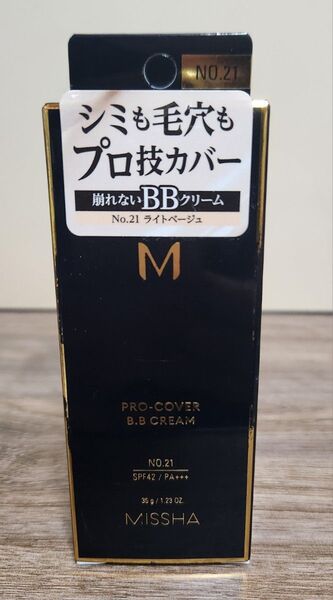 NO.21
シミも毛穴も
プロ技カバー
崩れないBBクリーム
No.21 ライトベージュ
M
PRO-COVER
B.B CREAM
NO.21
SPF42 / PA+++
35 g / 1.23 OZ.
MISSHA